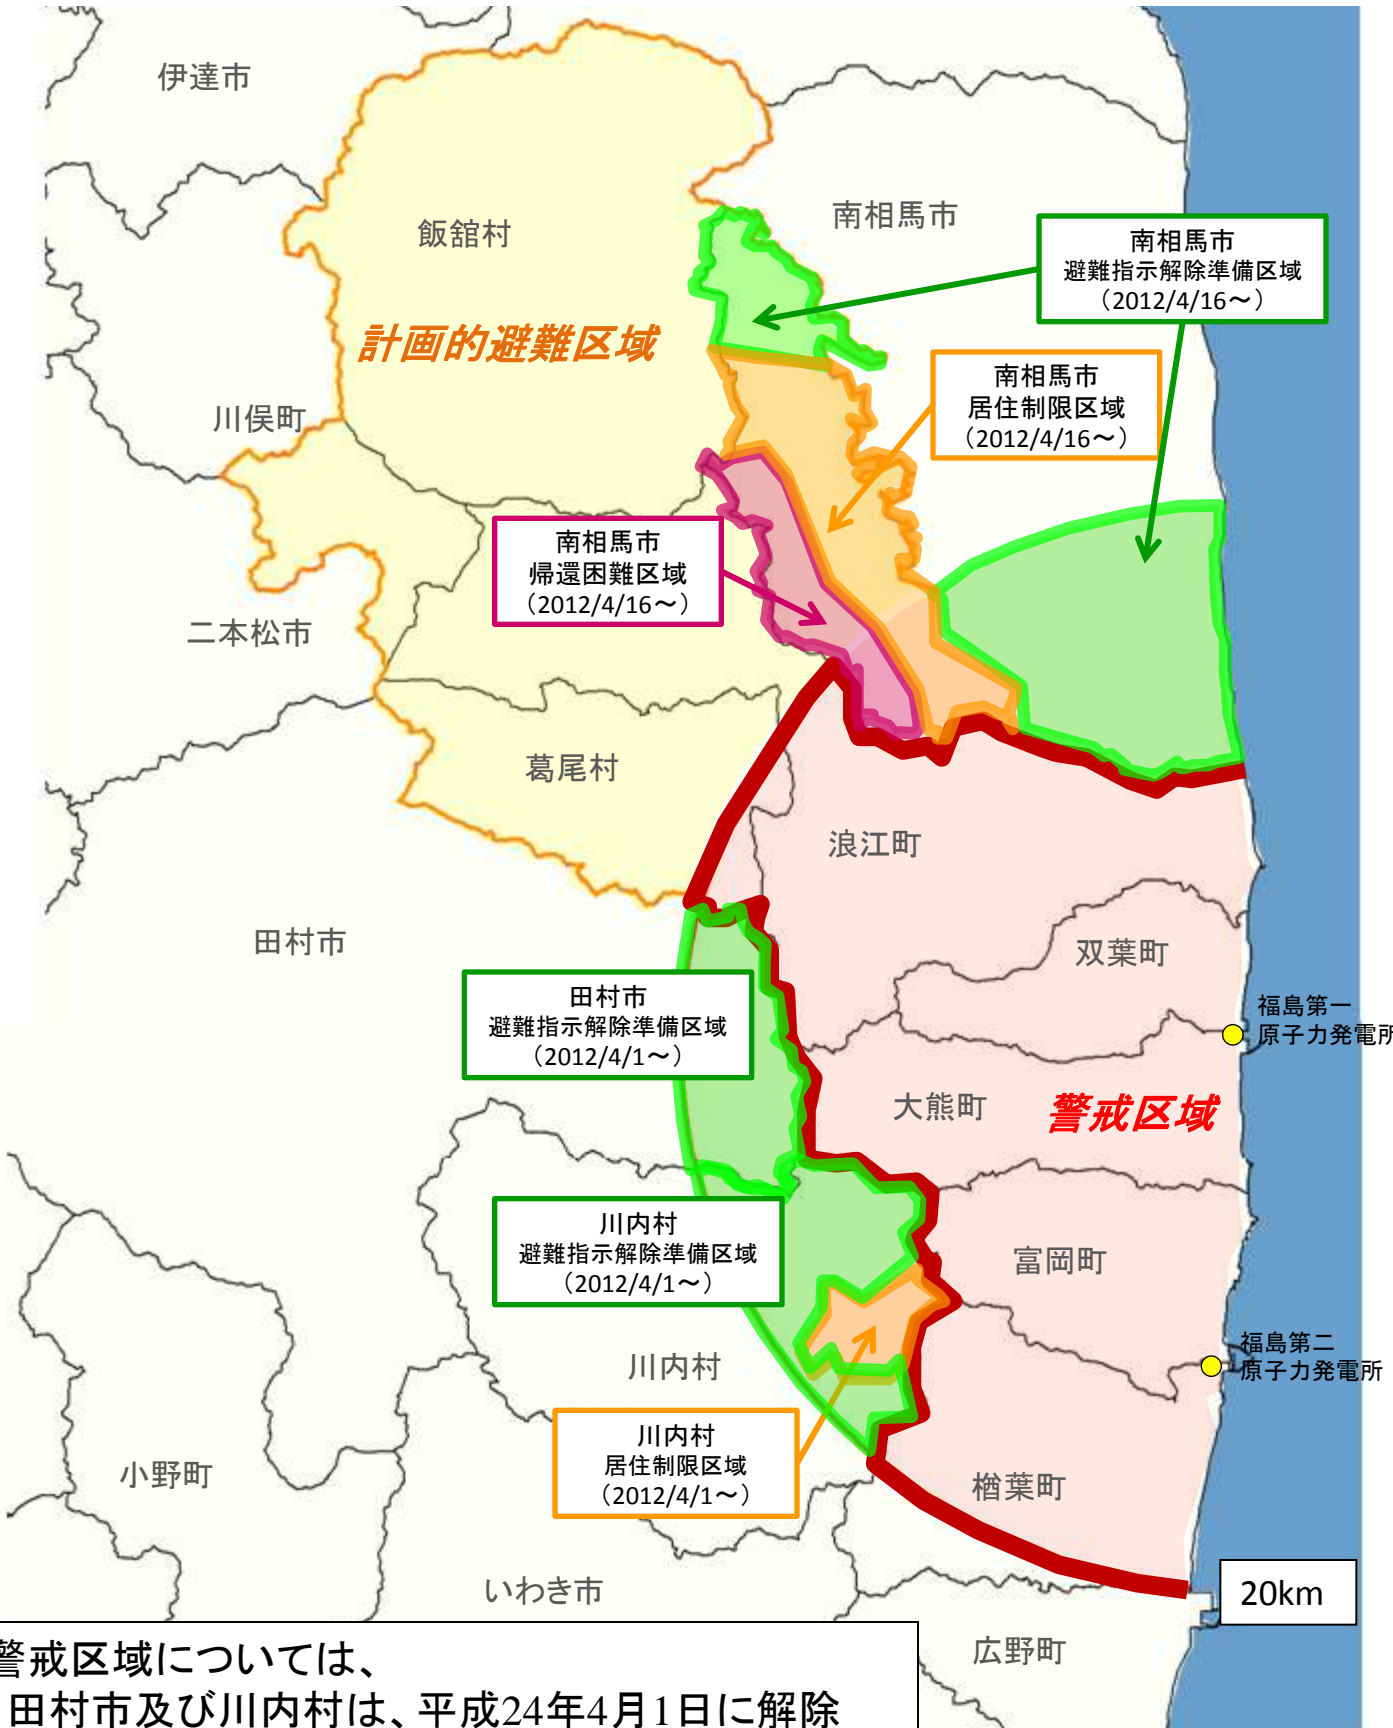 伊達市
飯舘村
南相馬市
南相馬市
避難指示解除準備区域
（2012/4/16～）
計画的避難区域
南相馬市
居住制限区域
（2012/4/16～）
川俣町
南相馬市
帰還困難区域
（2012/4/16～）
二本松市
葛尾村
浪江町
田村市
双葉町
田村市
避難指示解除準備区域
（2012/4/1～）
福島第一
原子力発電所
大熊町
警戒区域
川内村
避難指示解除準備区域
（2012/4/1～）
富岡町
福島第二
原子力発電所
川内村
川内村
居住制限区域
（2012/4/1～）
小野町
楢葉町
いわき市
20km
広野町
警戒区域については、
田村市及び川内村は、平成24年4月1日に解除